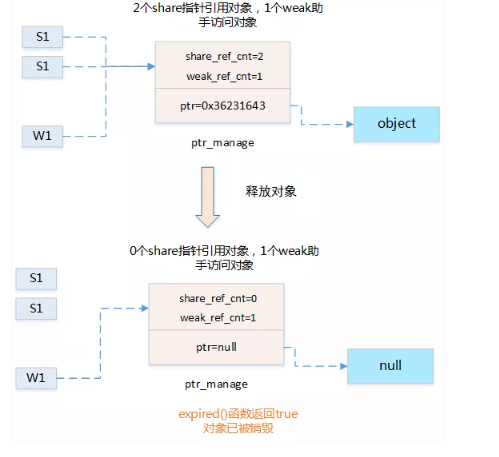 2个share指针引用对象，1个weak助
手访问对象
S1
S1
W1
share_ref_cnt=2
weak_ref_cnt=1
ptr=0x36231643
object
ptr_manage
释放对象
0个share指针引用对象，1个weak助
手访问对象
S1
S1
W1
share_ref_cnt=0
weak_ref_cnt=1
ptr=null
null
ptr_manage
expired()函数返回true
对象已被销毁